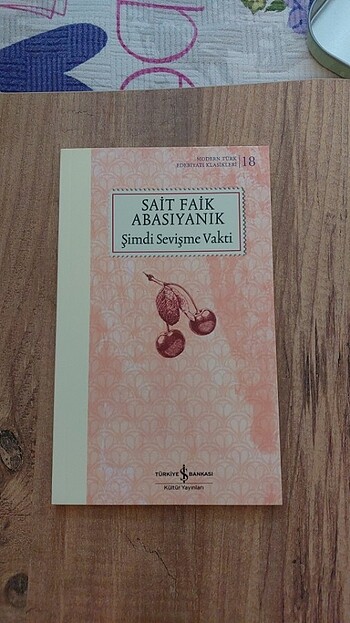 MODERN TÜRK
EDEBİYATI KLASİKLERİ 18
SAİT FAİK
ABASIYANIK
Şimdi Sevişme Vakti
TÜRKİYE İŞ BANKASI
Kültür Yayınları